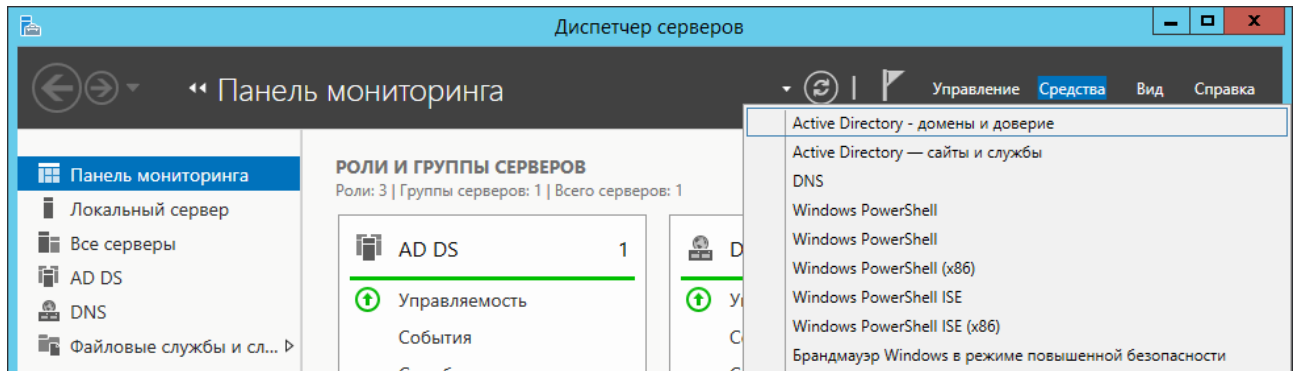 Диспетчер серверов
Панель мониторинга
Управление Средства Вид Справка
Active Directory - домены и доверие
Active Directory — сайты и службы
DNS
Windows PowerShell
Windows PowerShell
Windows PowerShell (x86)
Windows PowerShell ISE
Windows PowerShell ISE (x86)
Брандмауэр Windows в режиме повышенной безопасности
Панель мониторинга
Локальный сервер
Все серверы
AD DS
DNS
Файловые службы и сл...
РОЛИ И ГРУППЫ СЕРВЕРОВ
Роли: 3 | Группы серверов: 1 | Всего серверов: 1
AD DS 1
Управляемость
События